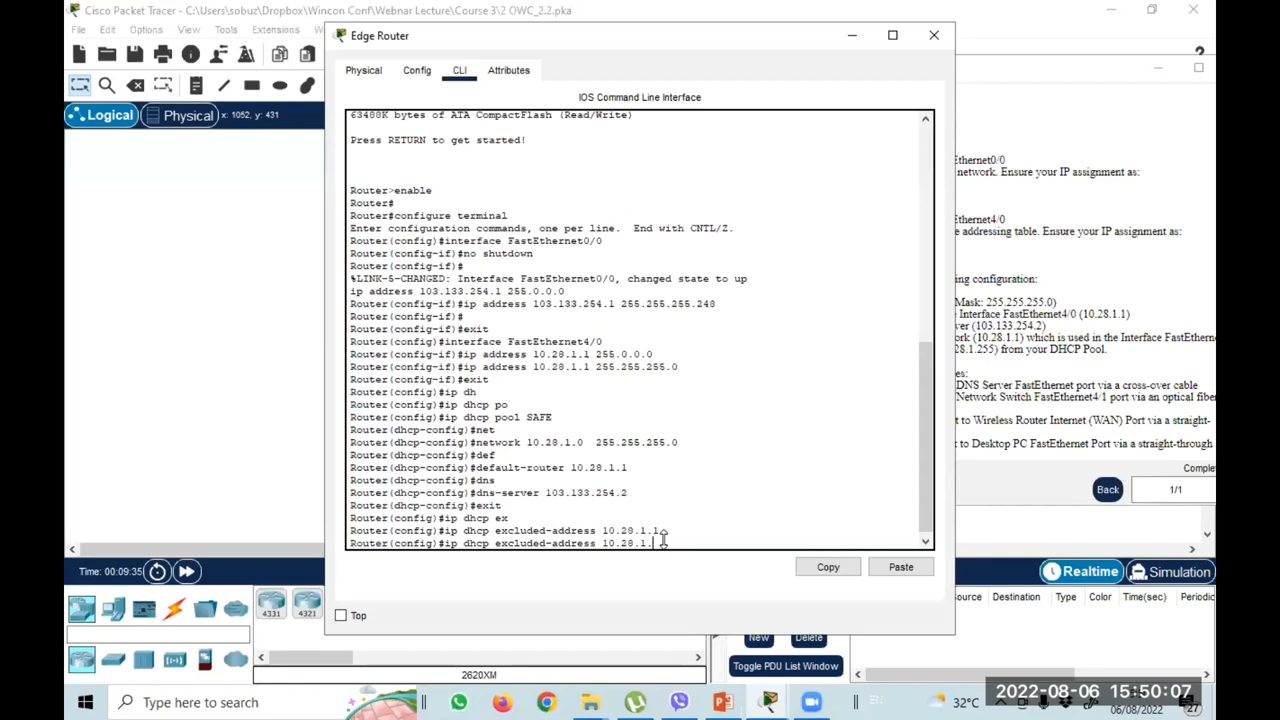 Cisco Packet Tracer - C:\Users\sobuz\Dropbox\Wincon Conf\Webnar Lecture\Course 3\2 OWC_2.2.pka
File Edit Options View Tools Extensions
Edge Router
Physical Config CLI Attributes
Logical Physical x: 1052, y: 431
IOS Command Line Interface
63488K bytes of ATA CompactFlash (Read/Write)
Press RETURN to get started!
Router>enable
Router#
Router#configure terminal
Enter configuration commands, one per line. End with CNTL/Z.
Router(config)#interface FastEthernet0/0
Router(config-if)#no shutdown
Router(config-if)#
%LINK-5-CHANGED: Interface FastEthernet0/0, changed state to up
ip address 103.133.254.1 255.0.0.0
Router(config-if)#ip address 103.133.254.1 255.255.255.248
Router(config-if)#
Router(config-if)#exit
Router(config)#interface FastEthernet4/0
Router(config-if)#ip address 10.28.1.1 255.0.0.0
Router(config-if)#ip address 10.28.1.1 255.255.255.0
Router(config-if)#exit
Router(config)#ip dh
Router(config)#ip dhcp po
Router(config)#ip dhcp pool SAFE
Router(dhcp-config)#net
Router(dhcp-config)#network 10.28.1.0 255.255.255.0
Router(dhcp-config)#def
Router(dhcp-config)#default-router 10.28.1.1
Router(dhcp-config)#dns
Router(dhcp-config)#dns-server 103.133.254.2
Router(dhcp-config)#exit
Router(config)#ip dhcp ex
Router(config)#ip dhcp excluded-address 10.28.1.1
Router(config)#ip dhcp excluded-address 10.28.1.
Copy Paste
Top
thernet0/0
network. Ensure your IP assignment as:
thernet4/0
e addressing table. Ensure your IP assignment as:
ing configuration:
Mask: 255.255.255.0)
e Interface FastEthernet4/0 (10.28.1.1)
ver (103.133.254.2)
ork (10.28.1.1) which is used in the Interface FastEthern
8.1.255) from your DHCP Pool.
es:
DNS Server FastEthernet port via a cross-over cable
Network Switch FastEthernet4/1 port via an optical fiber
t to Wireless Router Internet (WAN) Port via a straight-
t to Desktop PC FastEthernet Port via a straight-through
Comple
Back 1/1
Time: 00:09:35
Realtime Simulation
4331 4321
2620XM
New Delete
Toggle PDU List Window
ource Destination Type Color Time(sec) Periodic
Type here to search
32°C
2022-08-06 15:50:07
06/08/2022
27